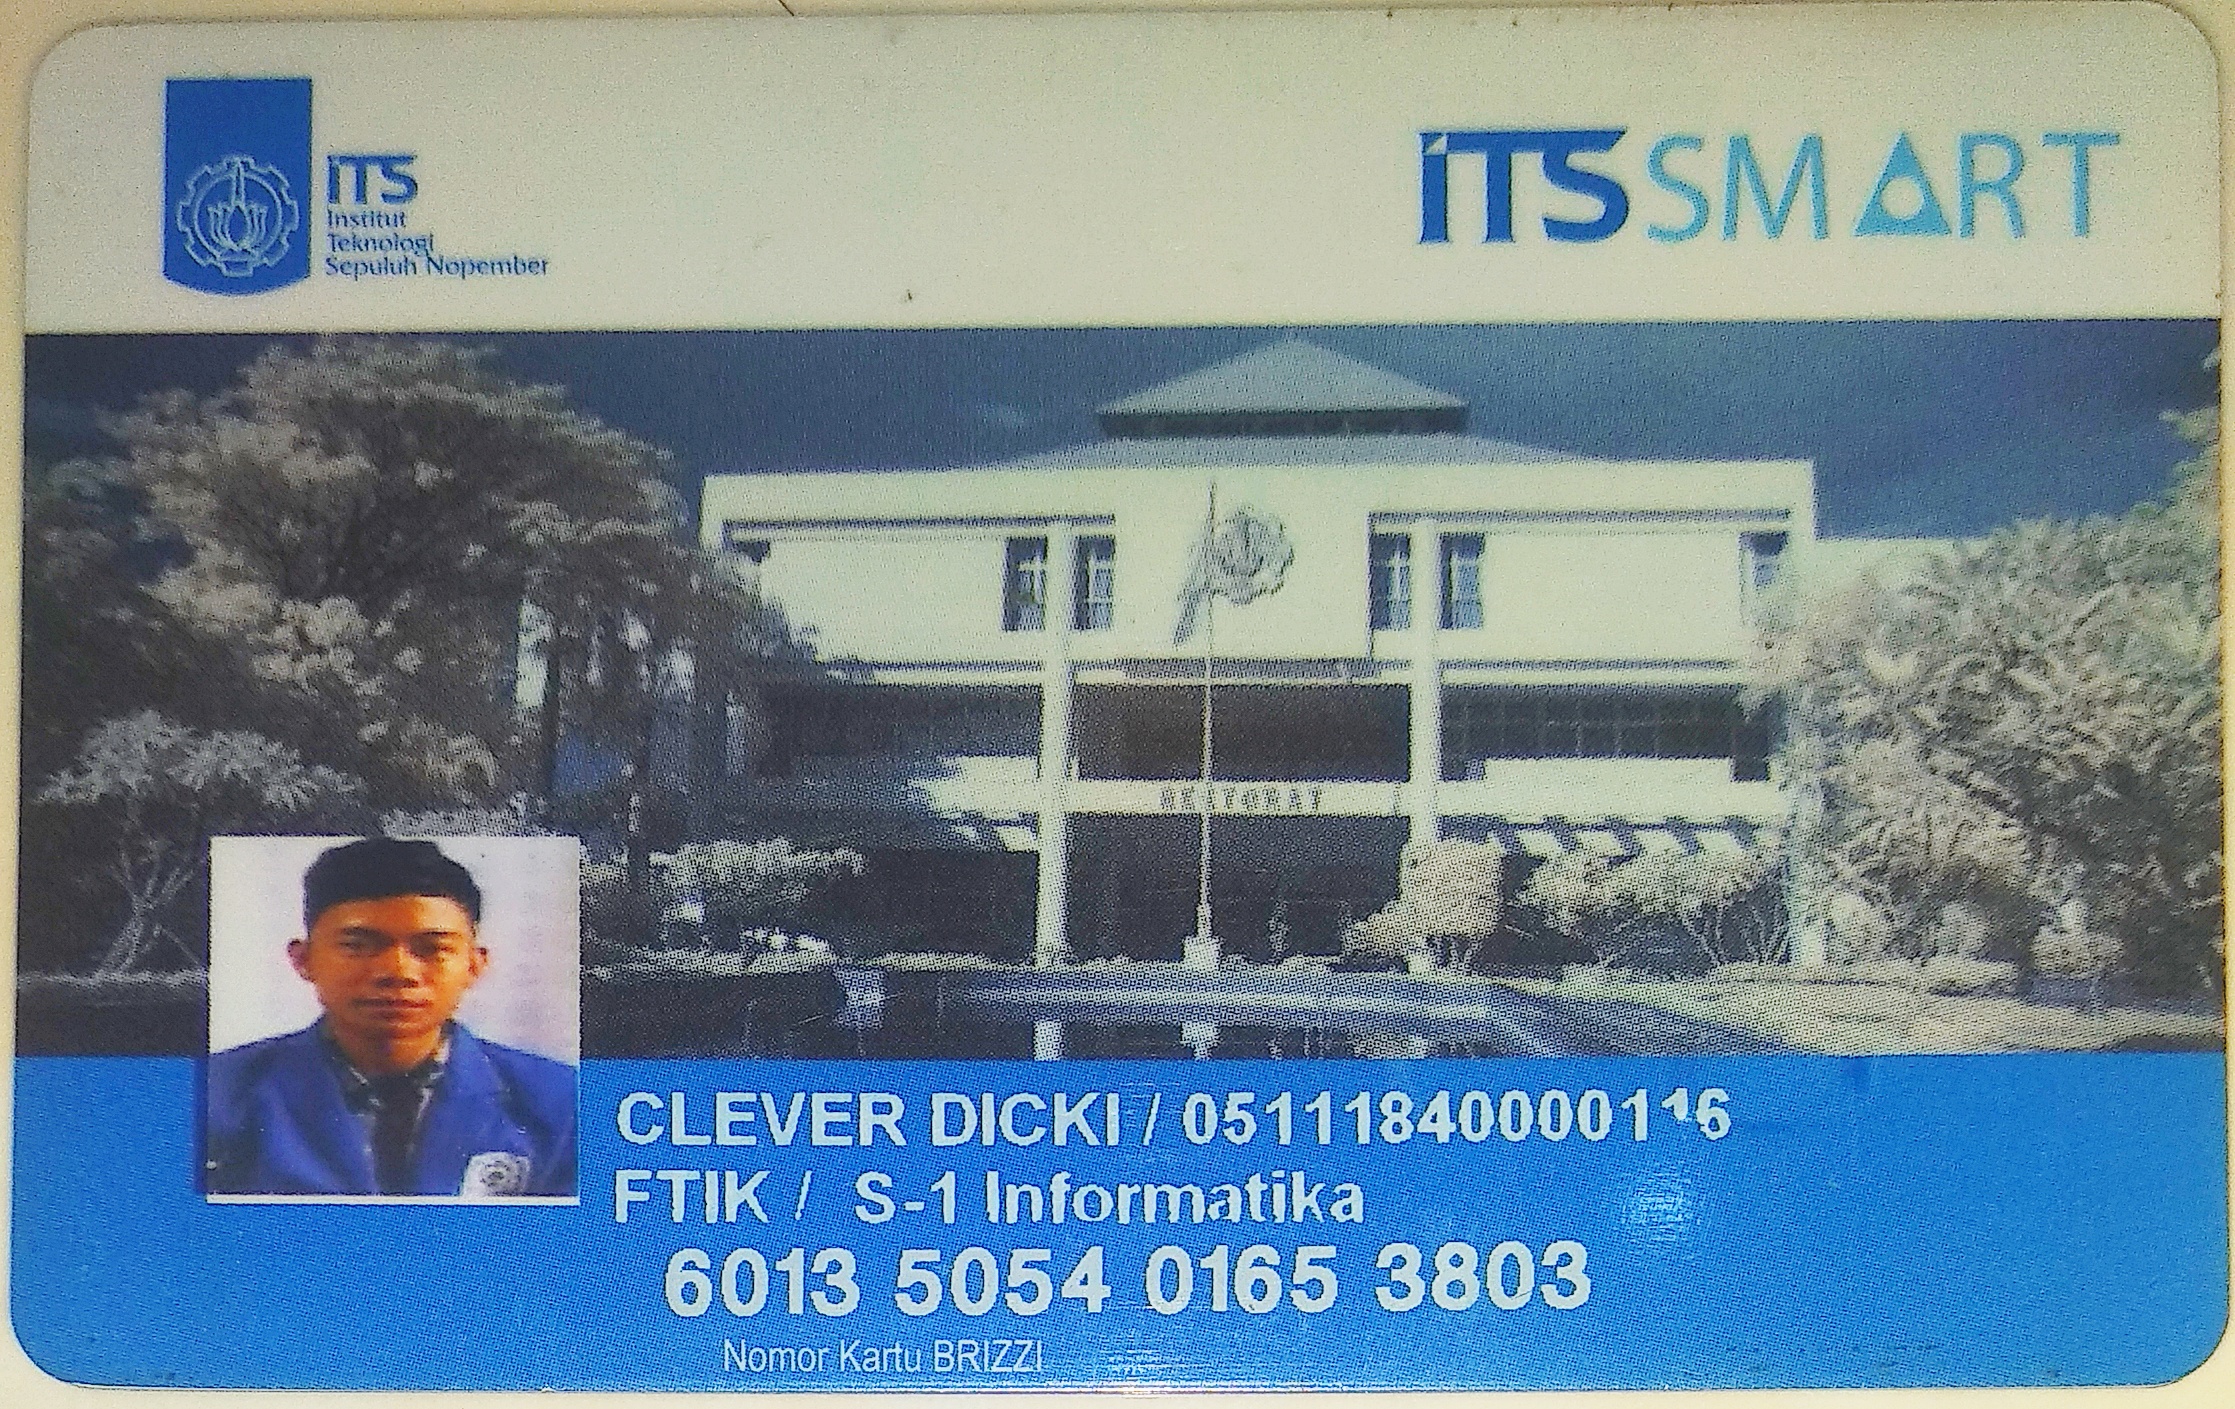 ITS
Institut
Teknologi
Sepuluh Nopember
ITS SMART
REKTORAT
CLEVER DICKI /
FTIK / S-1 Informatika
6013 5054 0165 3803
Nomor Kartu BRIZZI